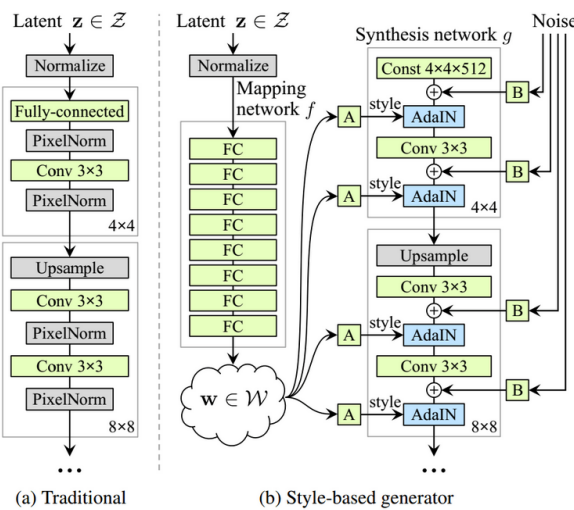 Latent z ∈ Z
Normalize
Fully-connected
PixelNorm
Conv 3×3
PixelNorm
4×4
Upsample
Conv 3×3
PixelNorm
Conv 3×3
PixelNorm
8×8
...
(a) Traditional
Latent z ∈ Z
Normalize
Mapping
network f
FC
FC
FC
FC
FC
FC
FC
FC
w ∈ W
Synthesis network g
Noise
Const 4×4×512
B
A
style
AdaIN
Conv 3×3
B
A
style
AdaIN
4×4
Upsample
Conv 3×3
B
A
style
AdaIN
Conv 3×3
B
A
style
AdaIN
8×8
...
(b) Style-based generator